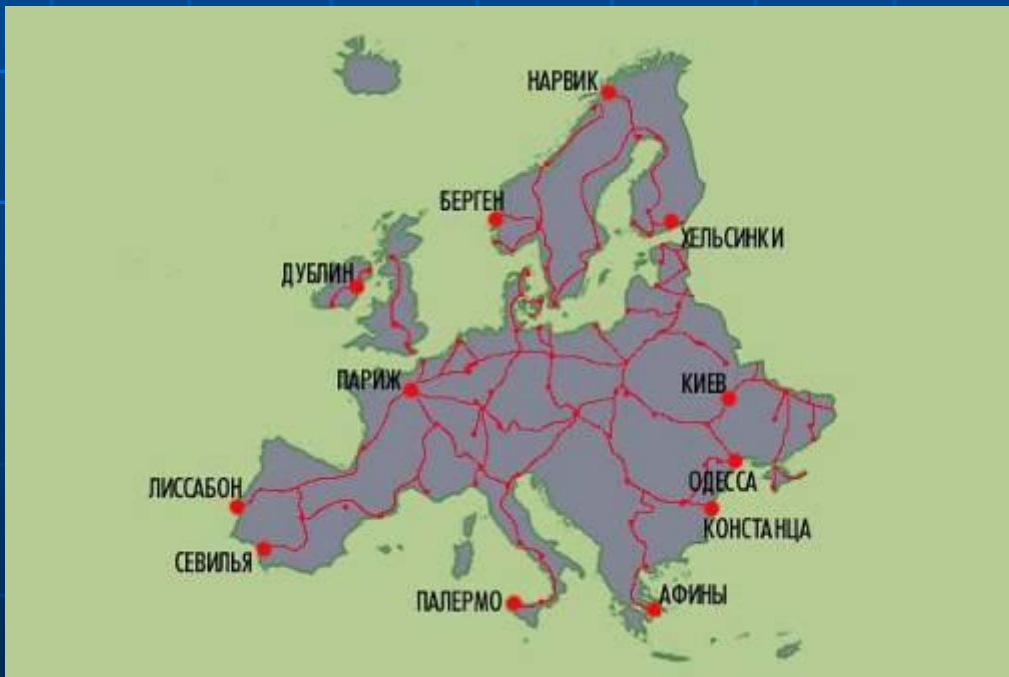 НАРВИК
БЕРГЕН
ХЕЛЬСИНКИ
ДУБЛИН
ПАРИЖ
КИЕВ
ЛИССАБОН
ОДЕССА
КОНСТАНЦА
СЕВИЛЬЯ
ПАЛЕРМО
АФИНЫ